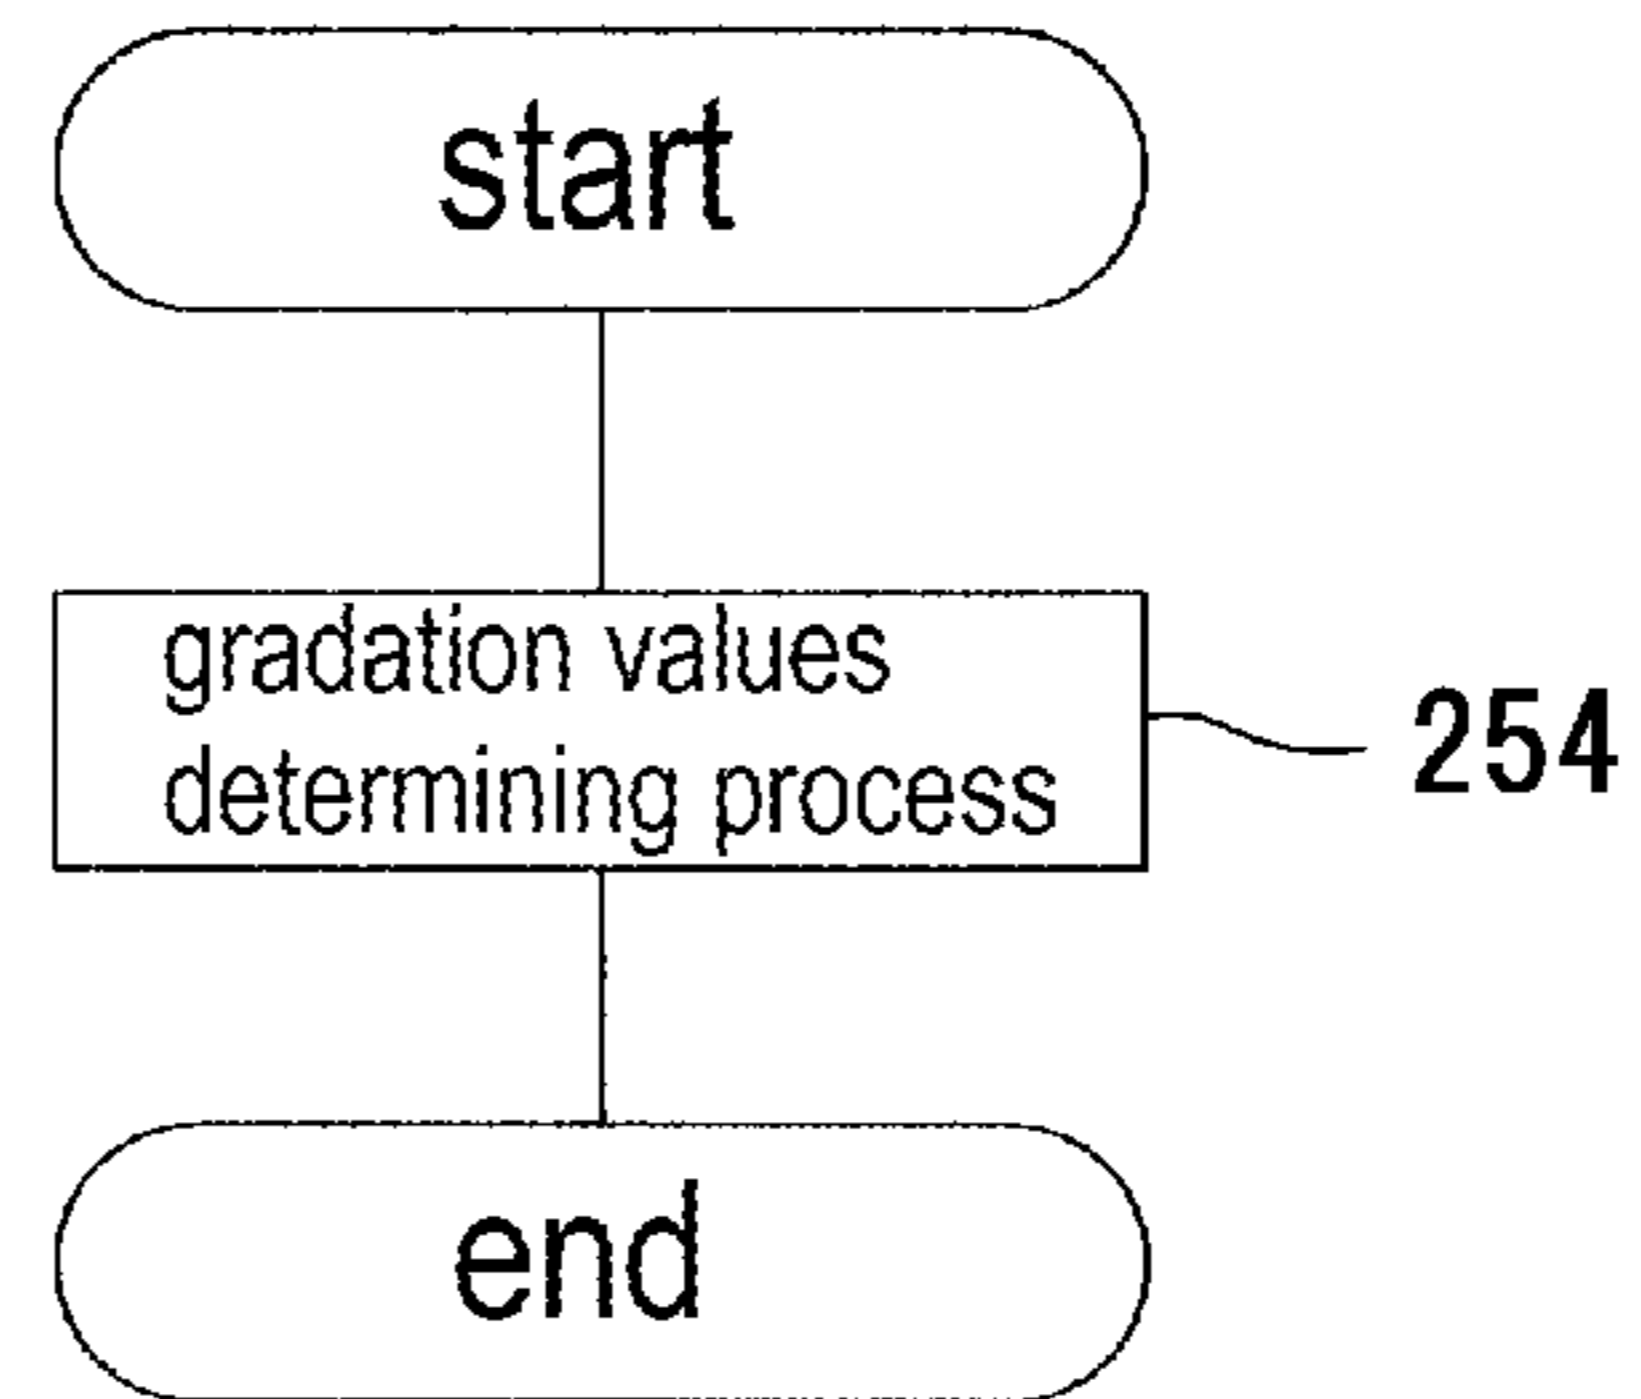 start
gradation values
determining process
254
end